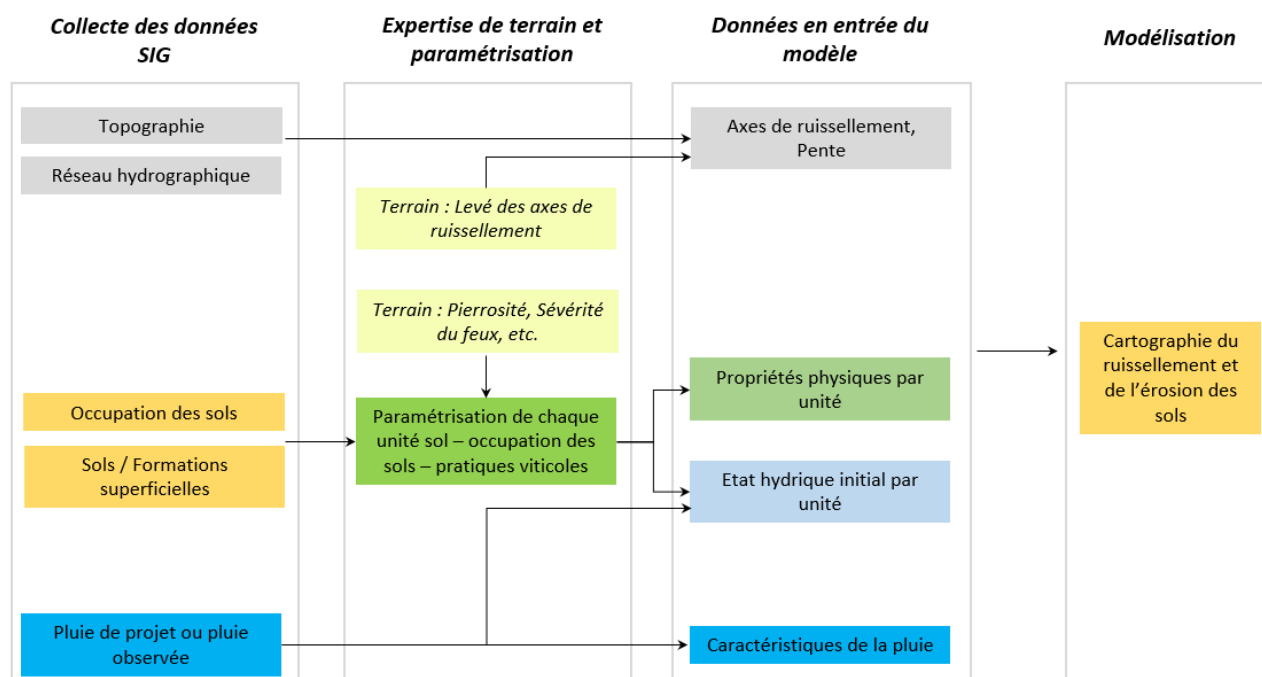 Collecte des données
SIG
Expertise de terrain et
paramétrisation
Données en entrée du
modèle
Modélisation
Topographie
Réseau hydrographique
Occupation des sols
Sols / Formations
superficielles
Pluie de projet ou pluie
observée
Terrain : Levé des axes de
ruissellement
Terrain : Pierrosité, Sévérité
du feux, etc.
Paramétrisation de chaque
unité sol – occupation des
sols – pratiques viticoles
Axes de ruissellement,
Pente
Propriétés physiques par
unité
Etat hydrique initial par
unité
Caractéristiques de la pluie
Cartographie du
ruissellement et
de l’érosion des
sols